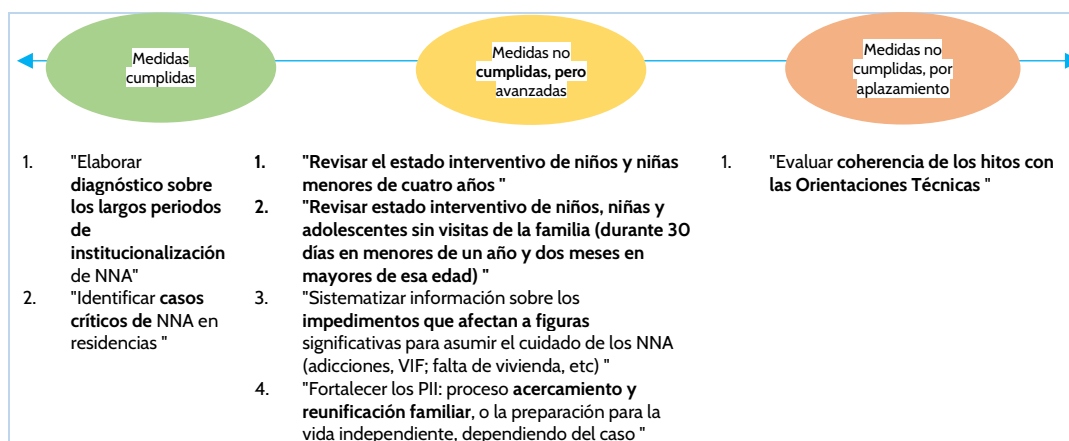 Medidas
cumplidas
Medidas no
cumplidas, pero
avanzadas
Medidas no
cumplidas, por
aplazamiento
1. "Elaborar
diagnóstico sobre
los largos periodos
de
institucionalización
de NNA"
2. "Identificar casos
críticos de NNA en
residencias "
1. "Revisar el estado interventivo de niños y niñas
menores de cuatro años "
2. "Revisar estado interventivo de niños, niñas y
adolescentes sin visitas de la familia (durante 30
días en menores de un año y dos meses en
mayores de esa edad) "
3. "Sistematizar información sobre los
impedimentos que afectan a figuras
significativas para asumir el cuidado de los NNA
(adicciones, VIF; falta de vivienda, etc) "
4. "Fortalecer los PII: proceso acercamiento y
reunificación familiar, o la preparación para la
vida independiente, dependiendo del caso "
1. "Evaluar coherencia de los hitos con
las Orientaciones Técnicas "